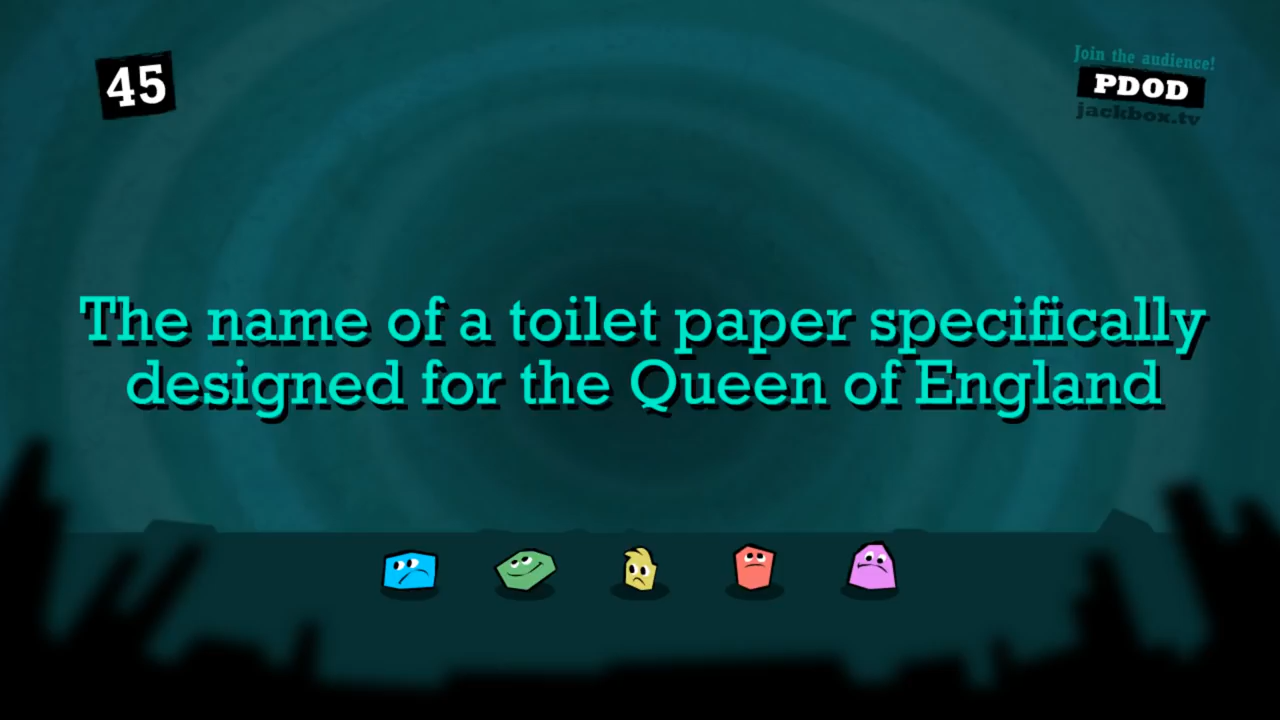 45
Join the audience!
PDOD
jackbox.tv
The name of a toilet paper specifically
designed for the Queen of England